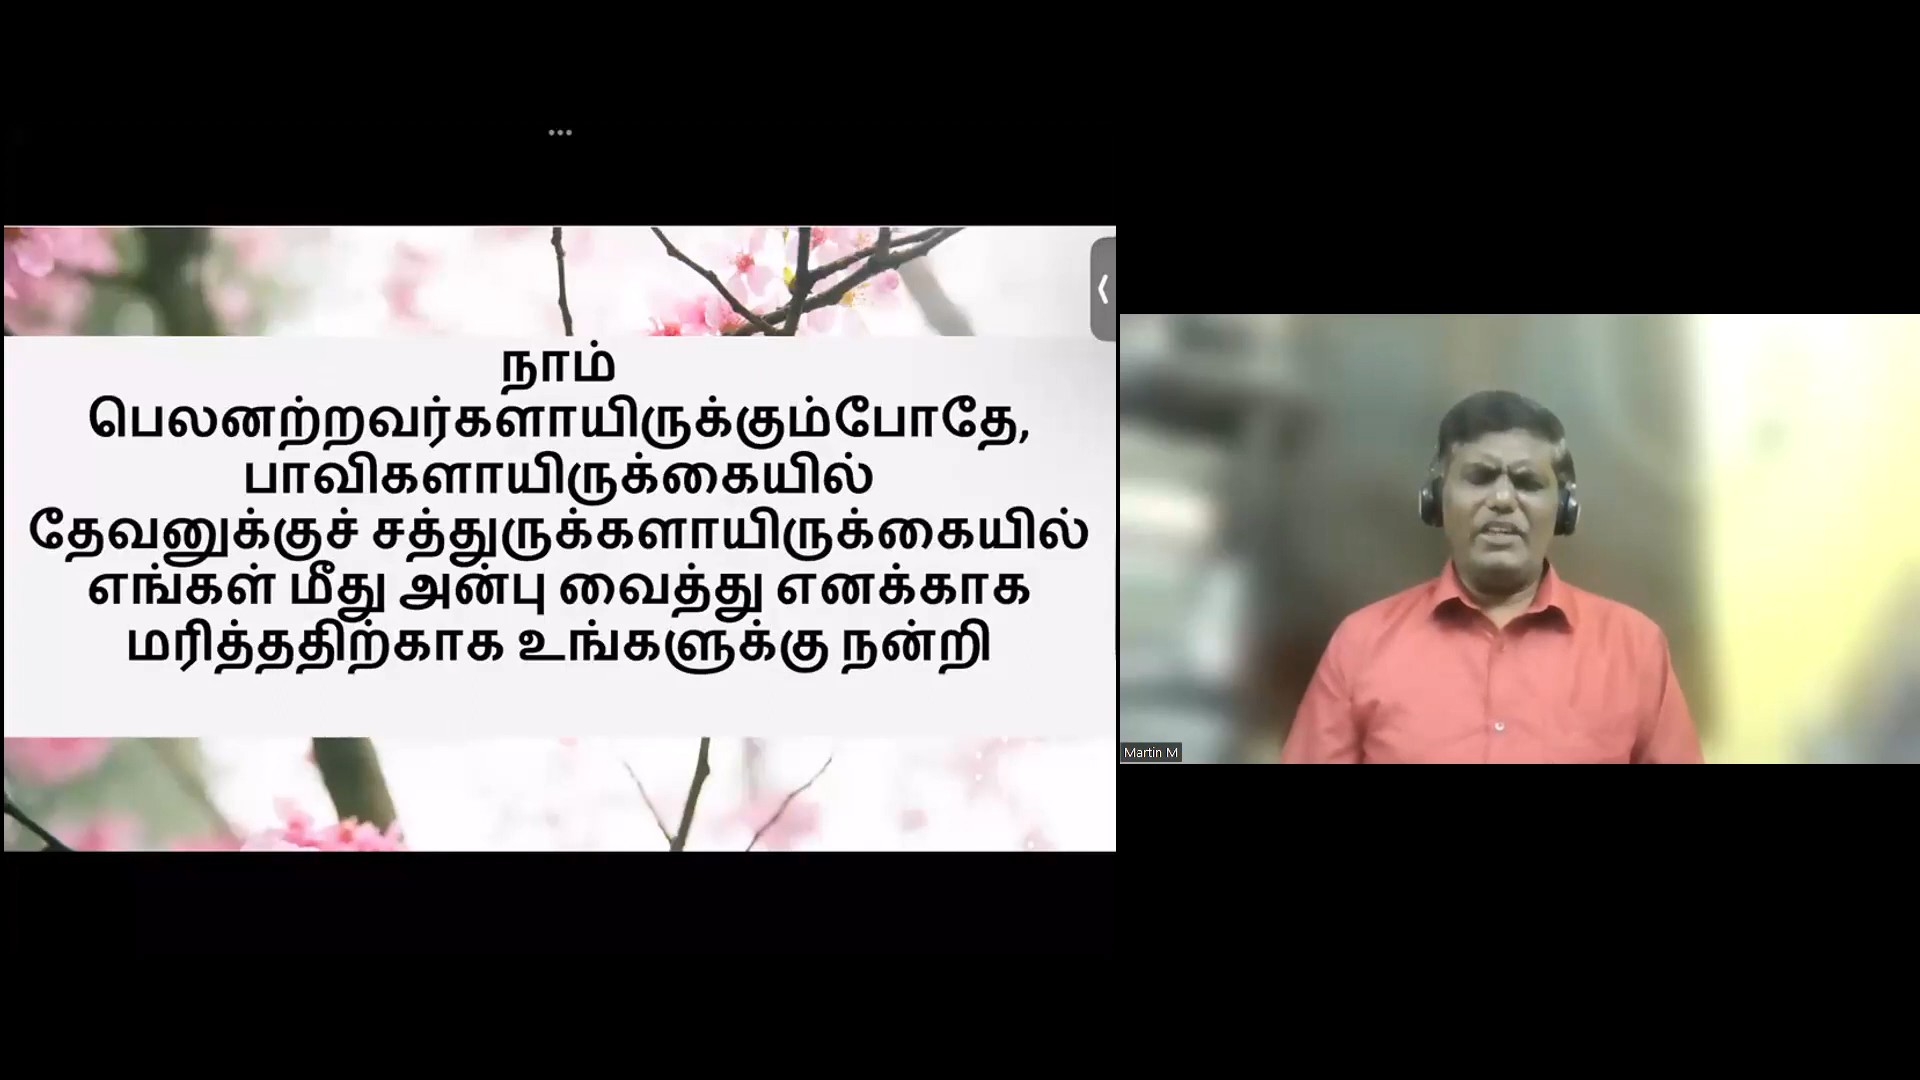 நாம்
பெலனற்றவர்களாயிருக்கும்போதே,
பாவிகளாயிருக்கையில்
தேவனுக்குச் சத்துருக்களாயிருக்கையில்
எங்கள் மீது அன்பு வைத்து எனக்காக
மரித்ததிற்காக உங்களுக்கு நன்றி
Martin M